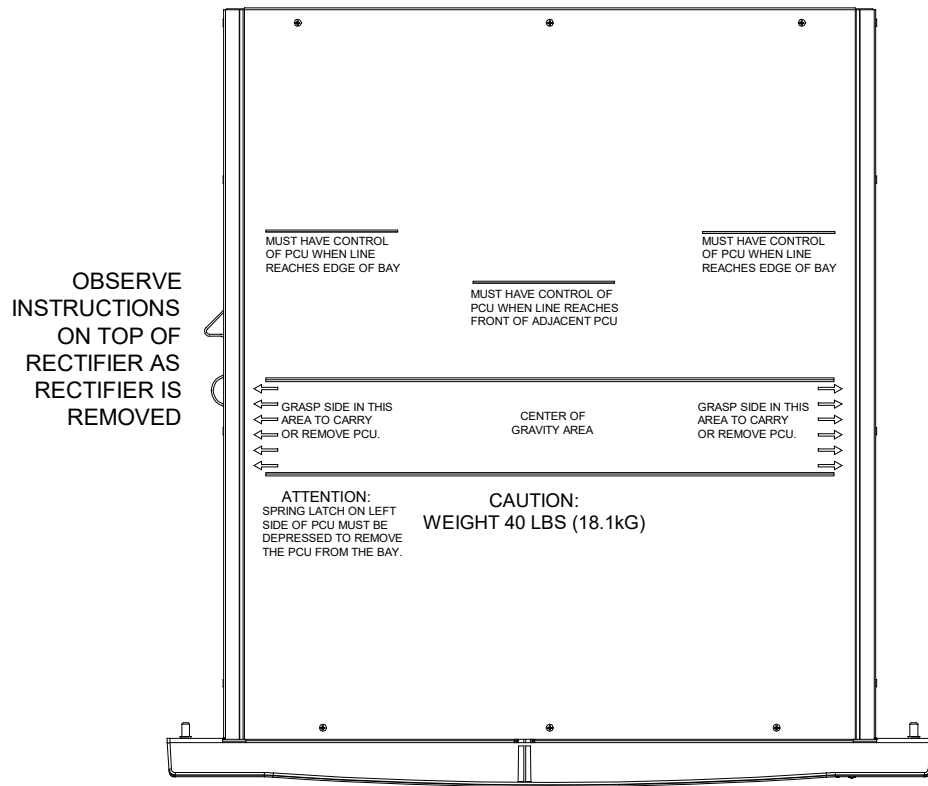 MUST HAVE CONTROL
OF PCU WHEN LINE
REACHES EDGE OF BAY
MUST HAVE CONTROL
OF PCU WHEN LINE
REACHES EDGE OF BAY
OBSERVE
INSTRUCTIONS
ON TOP OF
RECTIFIER AS
RECTIFIER IS
REMOVED
MUST HAVE CONTROL OF
PCU WHEN LINE REACHES
FRONT OF ADJACENT PCU
GRASP SIDE IN THIS
AREA TO CARRY
OR REMOVE PCU.
CENTER OF
GRAVITY AREA
GRASP SIDE IN THIS
AREA TO CARRY
OR REMOVE PCU.
ATTENTION:
SPRING LATCH ON LEFT
SIDE OF PCU MUST BE
DEPRESSED TO REMOVE
THE PCU FROM THE BAY.
CAUTION:
WEIGHT 40 LBS (18.1kG)